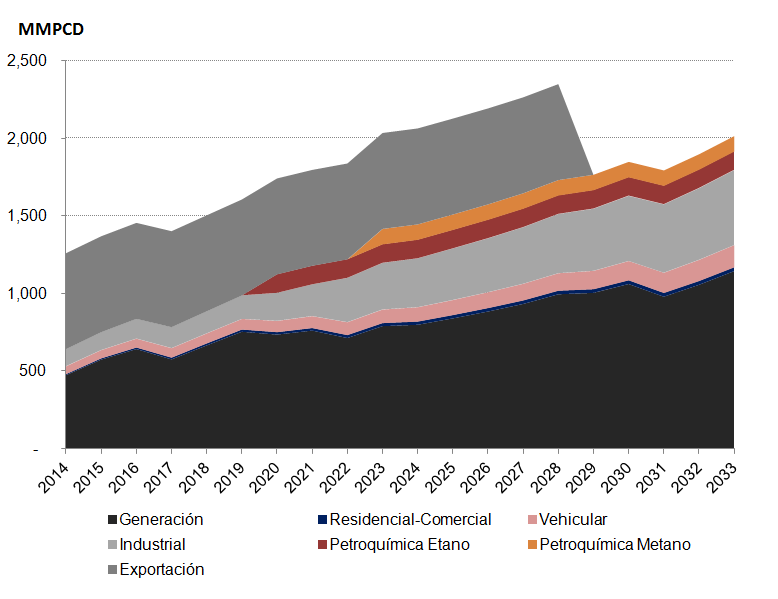 MMPCD
2,500
2,000
1,500
1,000
500
-
2014 2015 2016 2017 2018 2019 2020 2021 2022 2023 2024 2025 2026 2027 2028 2029 2030 2031 2032 2033
Generación Residencial-Comercial Vehicular
Industrial Petroquímica Etano Petroquímica Metano
Exportación